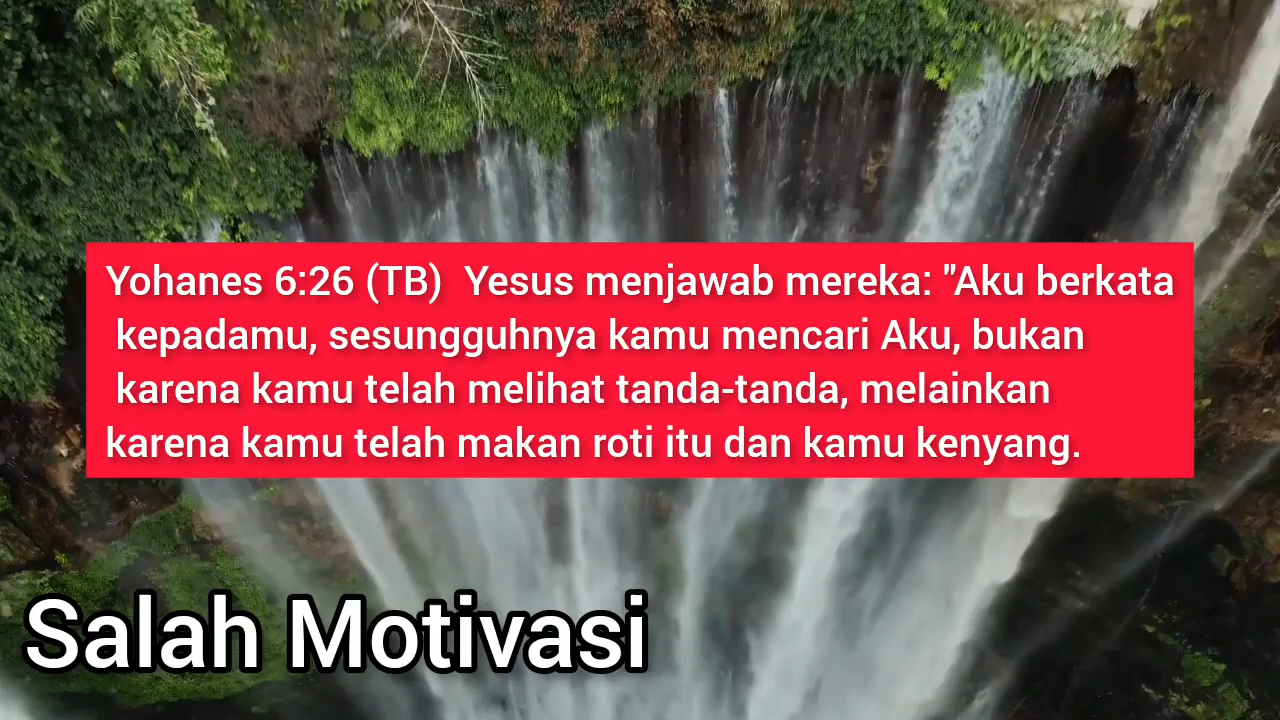 Yohanes 6:26 (TB)  Yesus menjawab mereka: "Aku berkata
kepadamu, sesungguhnya kamu mencari Aku, bukan
karena kamu telah melihat tanda-tanda, melainkan
karena kamu telah makan roti itu dan kamu kenyang.
Salah Motivasi